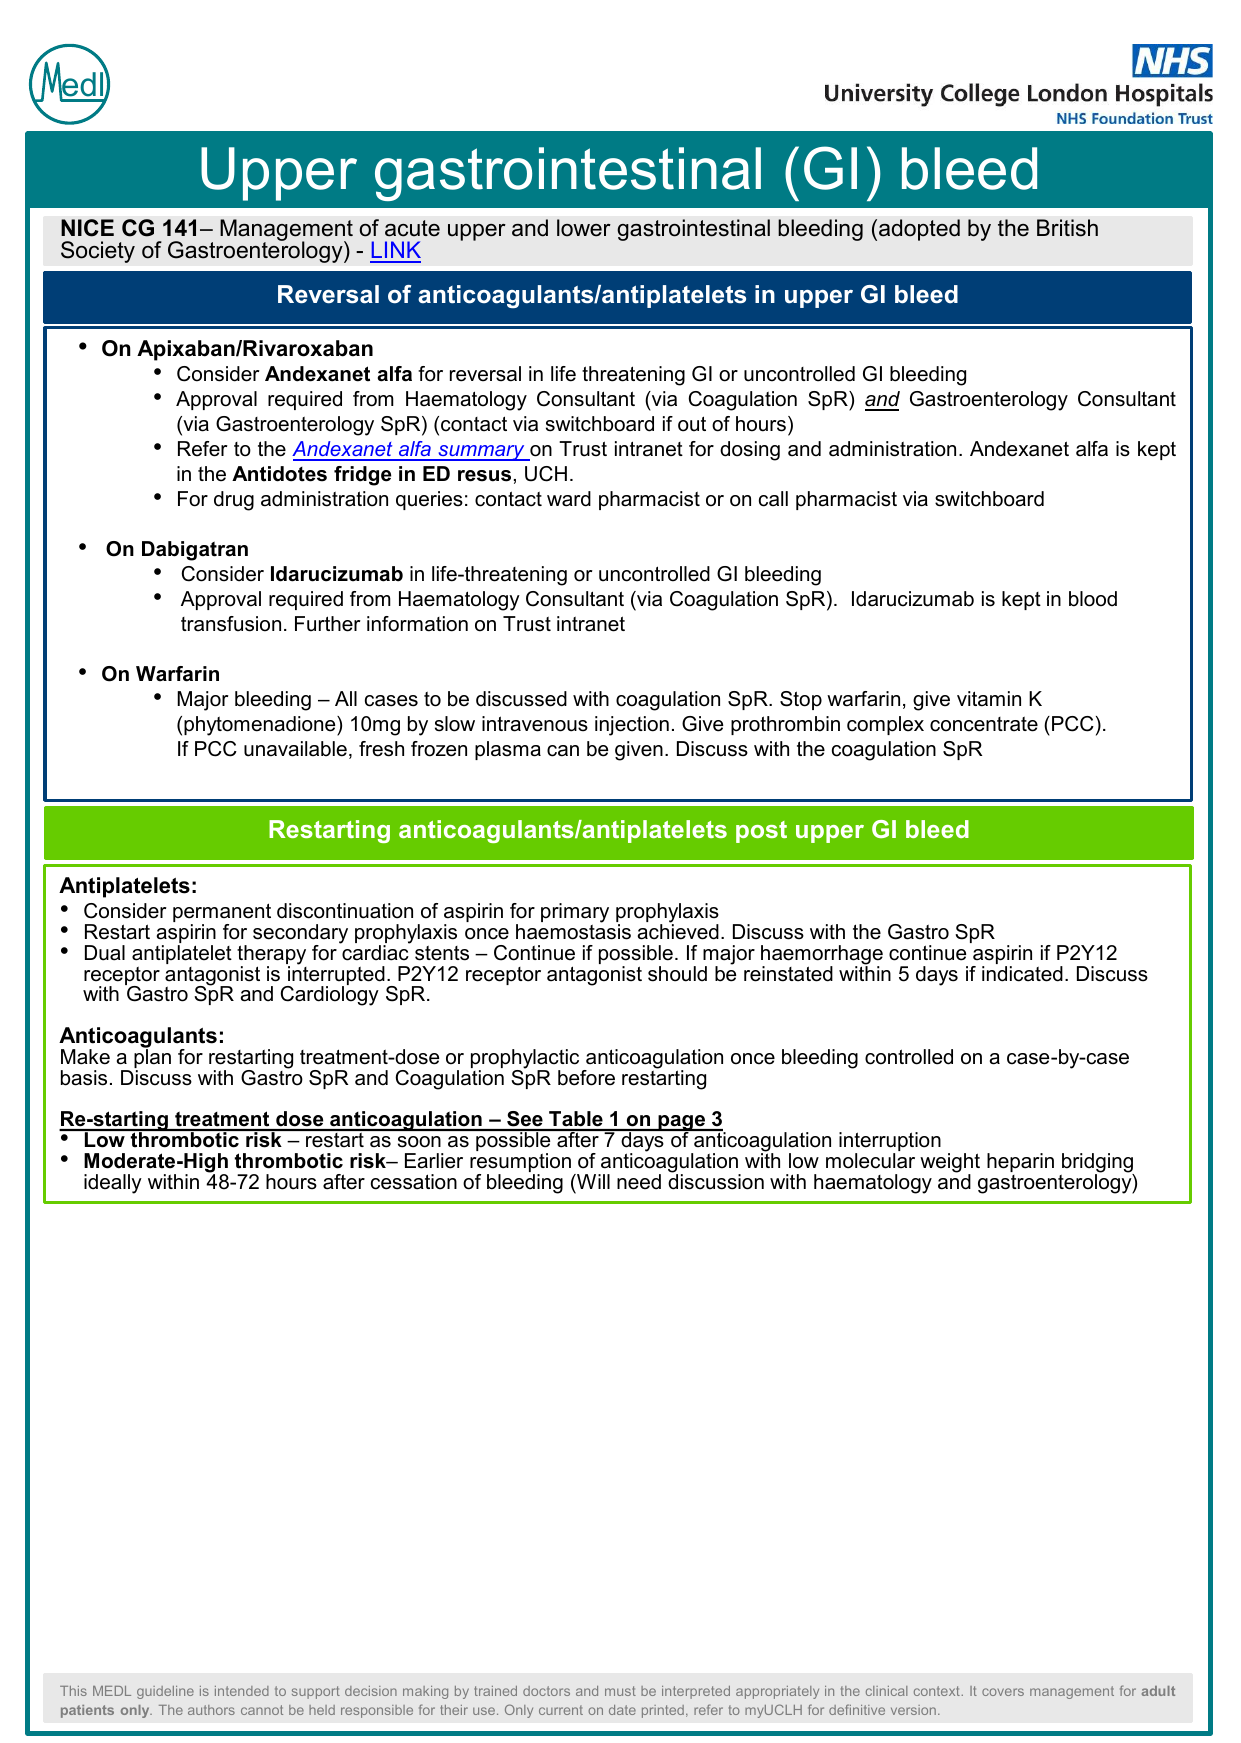 Medl
NHS
University College London Hospitals
NHS Foundation Trust
Upper gastrointestinal (GI) bleed
NICE CG 141– Management of acute upper and lower gastrointestinal bleeding (adopted by the British
Society of Gastroenterology) - LINK
Reversal of anticoagulants/antiplatelets in upper GI bleed
• On Apixaban/Rivaroxaban
• Consider Andexanet alfa for reversal in life threatening GI or uncontrolled GI bleeding
• Approval required from Haematology Consultant (via Coagulation SpR) and Gastroenterology Consultant
(via Gastroenterology SpR) (contact via switchboard if out of hours)
• Refer to the Andexanet alfa summary on Trust intranet for dosing and administration. Andexanet alfa is kept
in the Antidotes fridge in ED resus, UCH.
• For drug administration queries: contact ward pharmacist or on call pharmacist via switchboard
• On Dabigatran
• Consider Idarucizumab in life-threatening or uncontrolled GI bleeding
• Approval required from Haematology Consultant (via Coagulation SpR). Idarucizumab is kept in blood
transfusion. Further information on Trust intranet
• On Warfarin
• Major bleeding – All cases to be discussed with coagulation SpR. Stop warfarin, give vitamin K
(phytomenadione) 10mg by slow intravenous injection. Give prothrombin complex concentrate (PCC).
If PCC unavailable, fresh frozen plasma can be given. Discuss with the coagulation SpR
Restarting anticoagulants/antiplatelets post upper GI bleed
Antiplatelets:
• Consider permanent discontinuation of aspirin for primary prophylaxis
• Restart aspirin for secondary prophylaxis once haemostasis achieved. Discuss with the Gastro SpR
• Dual antiplatelet therapy for cardiac stents – Continue if possible. If major haemorrhage continue aspirin if P2Y12
receptor antagonist is interrupted. P2Y12 receptor antagonist should be reinstated within 5 days if indicated. Discuss
with Gastro SpR and Cardiology SpR.
Anticoagulants:
Make a plan for restarting treatment-dose or prophylactic anticoagulation once bleeding controlled on a case-by-case
basis. Discuss with Gastro SpR and Coagulation SpR before restarting
Re-starting treatment dose anticoagulation – See Table 1 on page 3
• Low thrombotic risk – restart as soon as possible after 7 days of anticoagulation interruption
• Moderate-High thrombotic risk– Earlier resumption of anticoagulation with low molecular weight heparin bridging
ideally within 48-72 hours after cessation of bleeding (Will need discussion with haematology and gastroenterology)
This MEDL guideline is intended to support decision making by trained doctors and must be interpreted appropriately in the clinical context. It covers management for adult
patients only. The authors cannot be held responsible for their use. Only current on date printed, refer to myUCLH for definitive version.